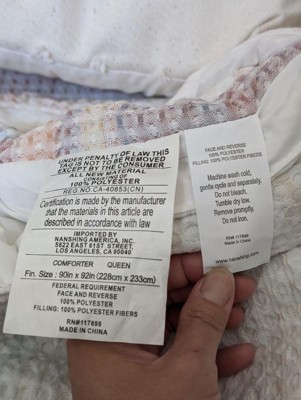 UNDER PENALTY OF LAW THIS
TAG IS NOT TO BE REMOVED
EXCEPT BY THE CONSUMER
ALL NEW MATERIAL
CONSISTING OF
100% POLYESTER
REG.NO.CA-40853(CN)
Certification is made by the manufacturer
that the materials in this article are
described in accordance with law
IMPORTED BY
NANSHING AMERICA, INC.
5822 EAST 61ST STREET,
LOS ANGELES, CA 90040
COMFORTER QUEEN
Fin. Size : 90in x 92in (228cm x 233cm)
FEDERAL REQUIREMENT
FACE AND REVERSE
100% POLYESTER
FILLING: 100% POLYESTER FIBERS
RN#117899
MADE IN CHINA
FACE AND REVERSE
100% POLYESTER
FILLING: 100% POLYESTER FIBERS
Machine wash cold,
gentle cycle and separately.
Do not bleach.
Tumble dry low.
Remove promptly.
Do not iron.
RN# 117899
Made in China
www.nanshing.com